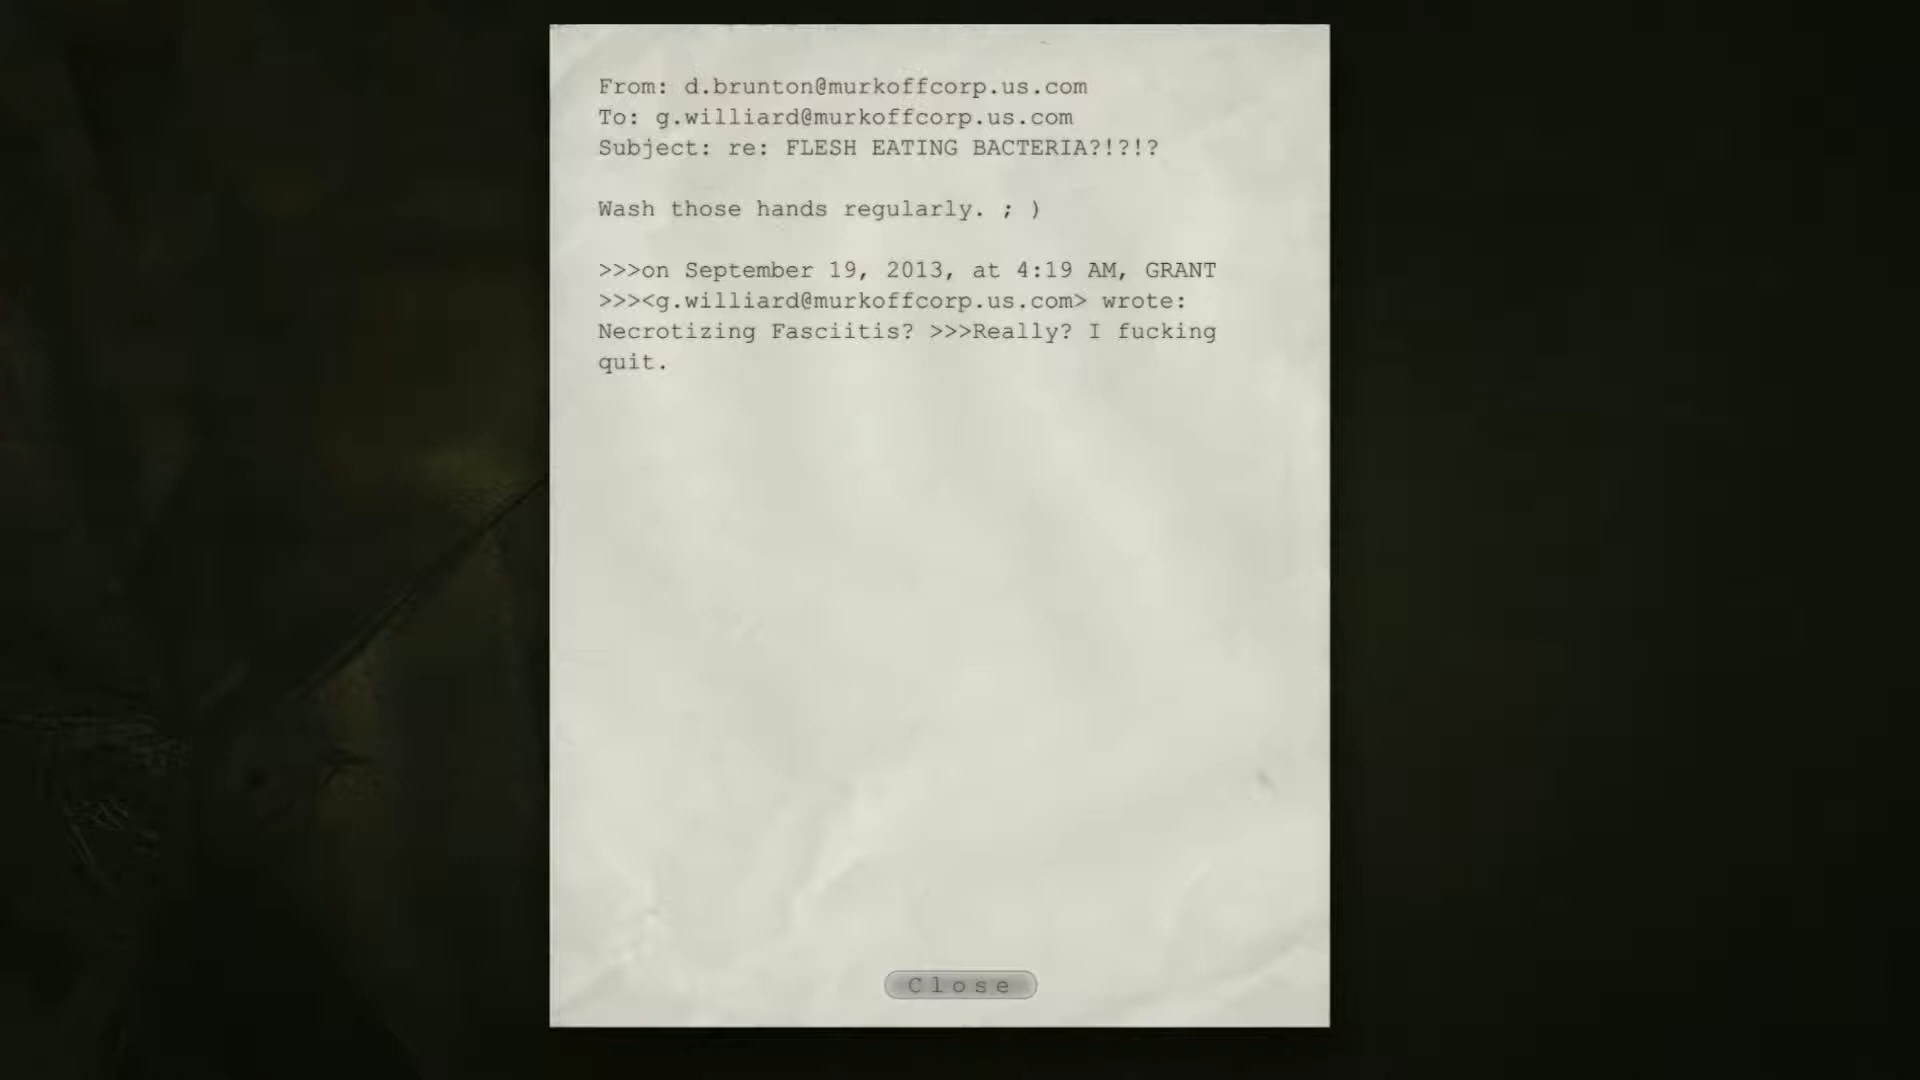 From: d.brunton@murkoffcorp.us.com
To: g.williard@murkoffcorp.us.com
Subject: re: FLESH EATING BACTERIA?!?!?
Wash those hands regularly. ; )
>>>on September 19, 2013, at 4:19 AM, GRANT
>>><g.williard@murkoffcorp.us.com> wrote:
Necrotizing Fasciitis? >>>Really? I fucking
quit.
Close